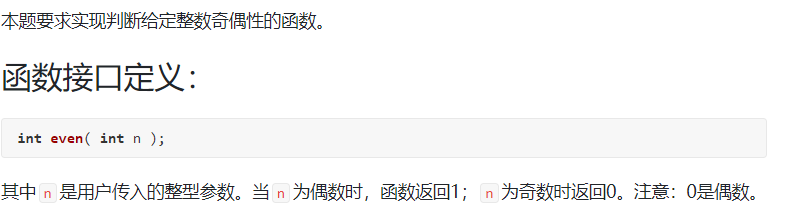 本题要求实现判断给定整数奇偶性的函数。
函数接口定义：
int even( int n );
其中n是用户传入的整型参数。当n为偶数时，函数返回1；n为奇数时返回0。注意：0是偶数。